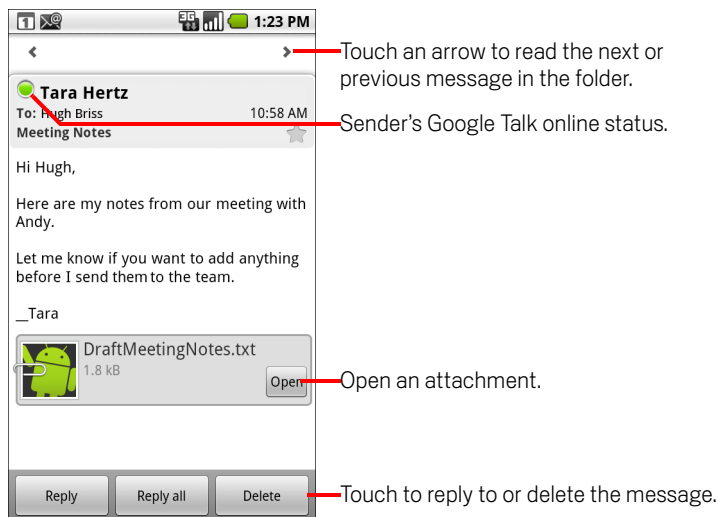 1 3G 1:23 PM
Touch an arrow to read the next or
previous message in the folder.
Tara Hertz
To: Hugh Briss 10:58 AM
Sender's Google Talk online status.
Meeting Notes
Hi Hugh,
Here are my notes from our meeting with
Andy.
Let me know if you want to add anything
before I send them to the team.
__Tara
DraftMeetingNotes.txt
1.8 kB
Open
Open an attachment.
Reply Reply all Delete
Touch to reply to or delete the message.